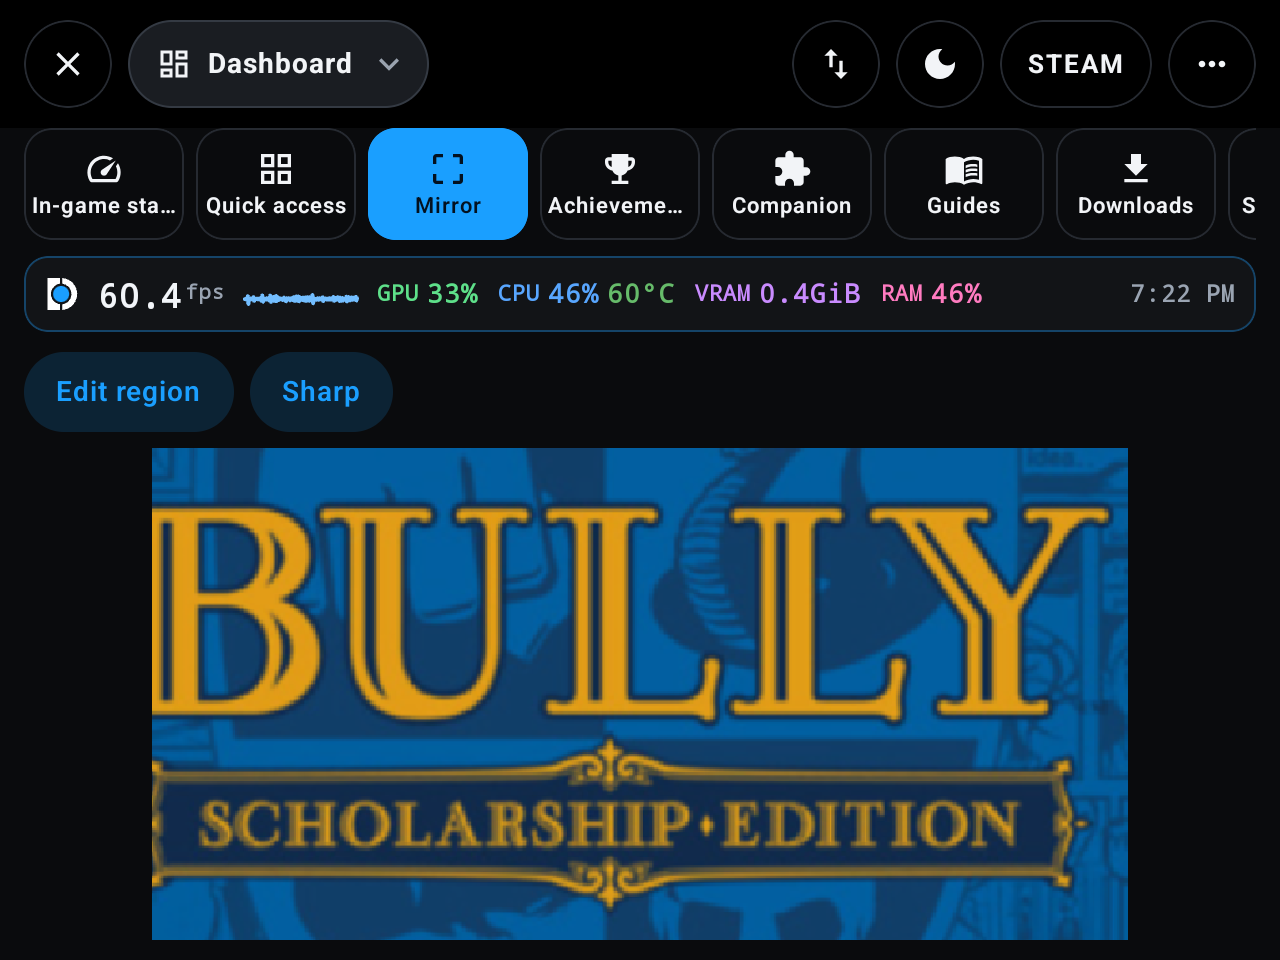 Dashboard
STEAM
In-game sta...
Quick access
Mirror
Achieveme...
Companion
Guides
Downloads
S
60.4 fps GPU 33% CPU 46% 60°C VRAM 0.4GiB RAM 46% 7:22 PM
Edit region
Sharp
idea..
BULLY
SCHOLARSHIP·EDITION